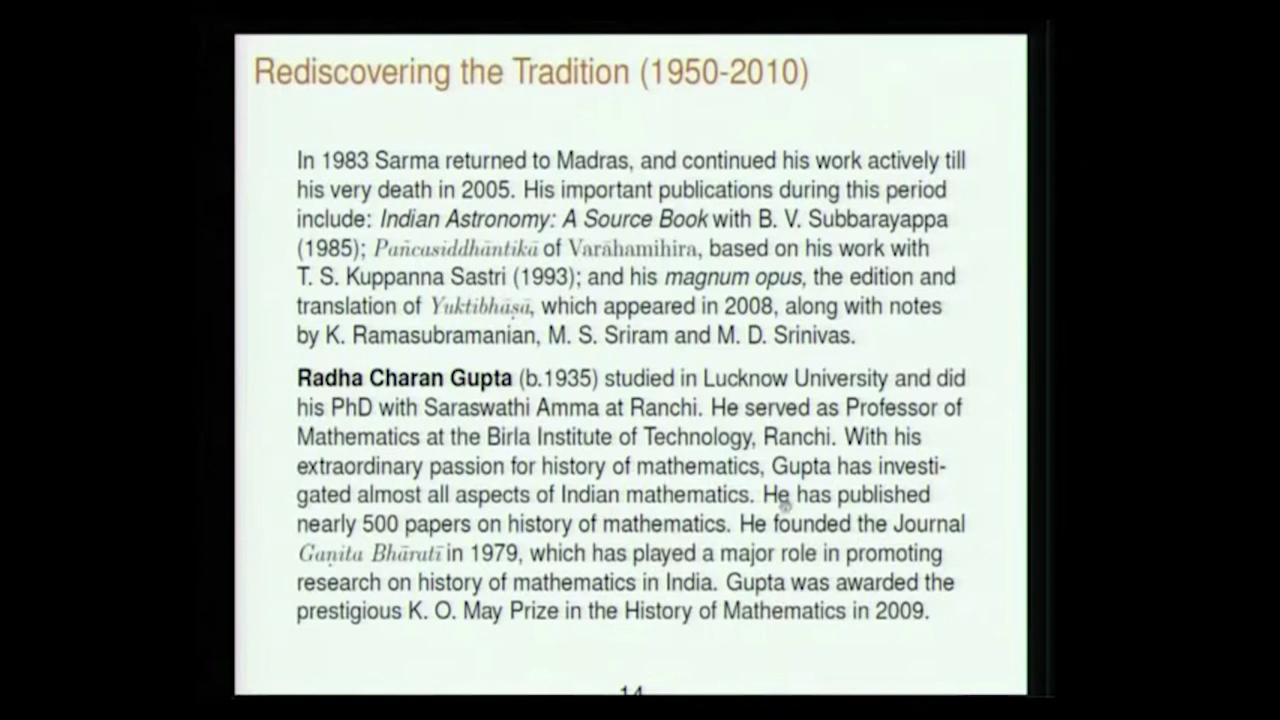 Rediscovering the Tradition (1950-2010)
In 1983 Sarma returned to Madras, and continued his work actively till
his very death in 2005. His important publications during this period
include: Indian Astronomy: A Source Book with B. V. Subbarayappa
(1985); Pañcasiddhāntikā of Varāhamihira, based on his work with
T. S. Kuppanna Sastri (1993); and his magnum opus, the edition and
translation of Yuktibhāṣā, which appeared in 2008, along with notes
by K. Ramasubramanian, M. S. Sriram and M. D. Srinivas.
Radha Charan Gupta (b.1935) studied in Lucknow University and did
his PhD with Saraswathi Amma at Ranchi. He served as Professor of
Mathematics at the Birla Institute of Technology, Ranchi. With his
extraordinary passion for history of mathematics, Gupta has investi-
gated almost all aspects of Indian mathematics. He has published
nearly 500 papers on history of mathematics. He founded the Journal
Gaṇita Bhāratī in 1979, which has played a major role in promoting
research on history of mathematics in India. Gupta was awarded the
prestigious K. O. May Prize in the History of Mathematics in 2009.
14